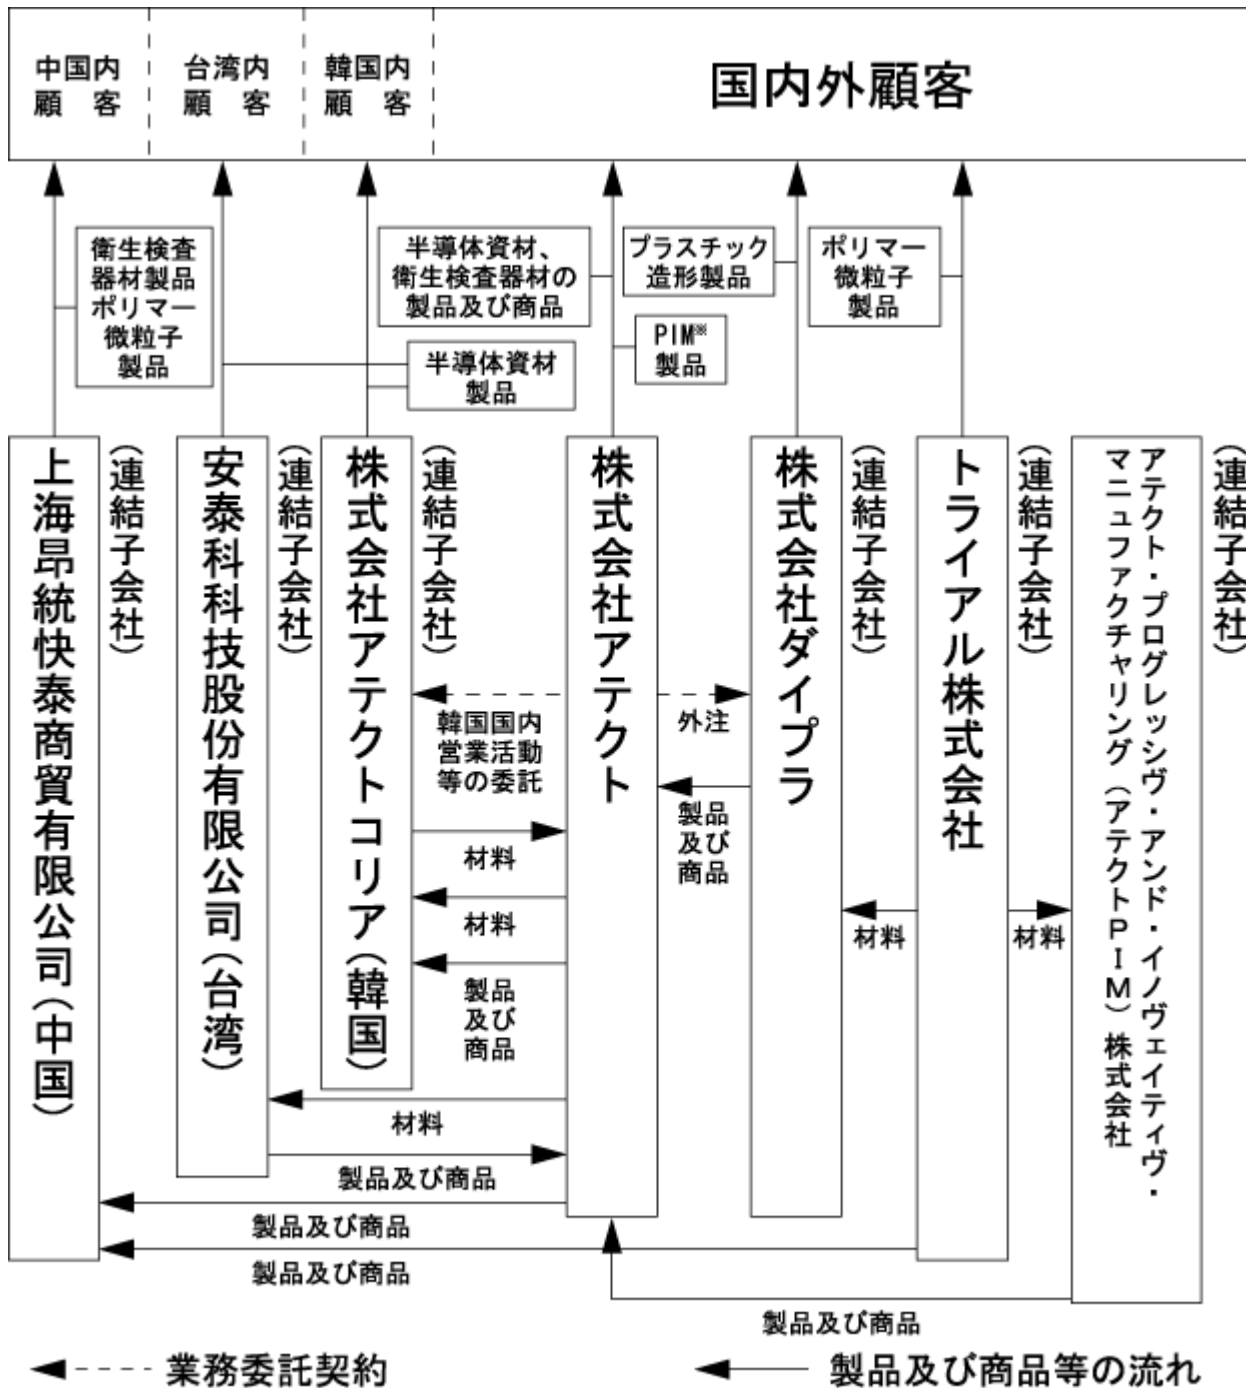 中国内
顧　客
台湾内
顧　客
韓国内
顧　客
国内外顧客
衛生検査
器材製品
ポリマー
微粒子
製品
半導体資材、
衛生検査器材の
製品及び商品
プラスチック
造形製品
ポリマー
微粒子
製品
PIM※
製品
半導体資材
製品
上海昂統快泰商貿有限公司(中国)
(連結子会社)
安泰科科技股份有限公司(台湾)
(連結子会社)
株式会社アテクトコリア(韓国)
(連結子会社)
株式会社アテクト
株式会社ダイプラ
(連結子会社)
トライアル株式会社
(連結子会社)
アテクト・プログレッシヴ・アンド・イノヴェイティヴ・
マニュファクチャリング(アテクトPIM)株式会社
(連結子会社)
韓国国内
営業活動
等の委託
外注
製品
及び
商品
材料
材料
製品
及び
商品
材料
材料
材料
製品及び商品
製品及び商品
製品及び商品
製品及び商品
業務委託契約
製品及び商品等の流れ